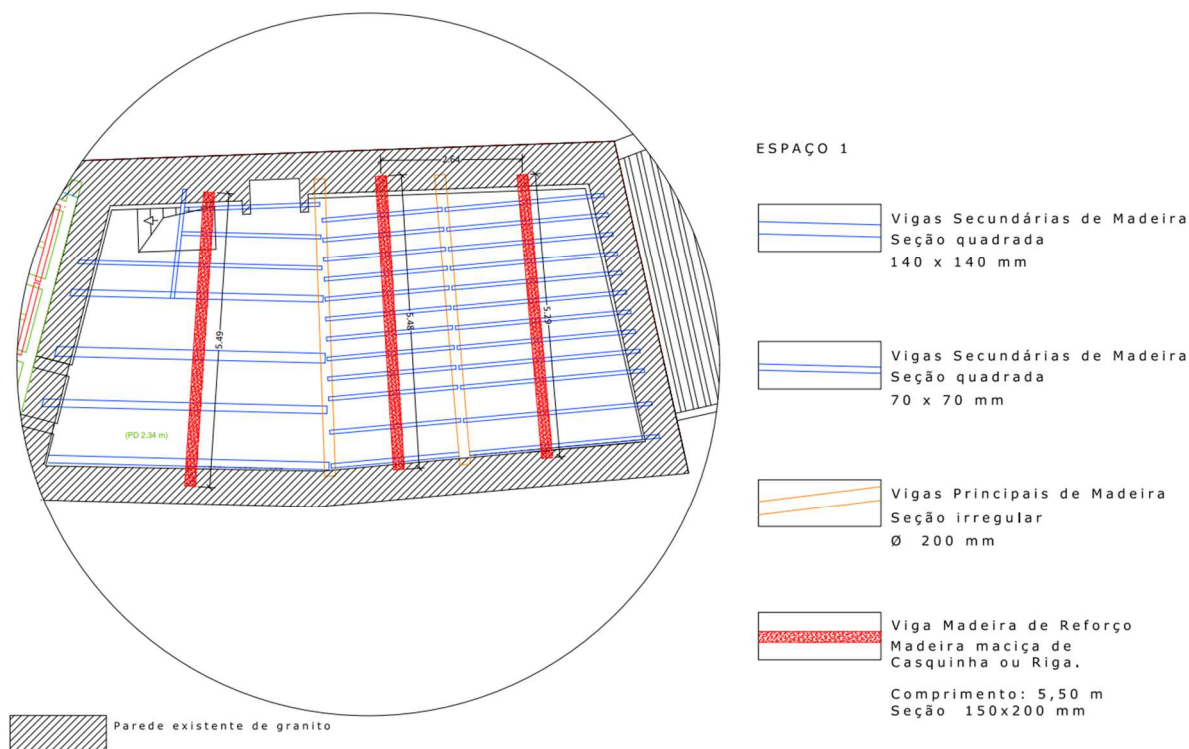 2.64
5.49
5.48
5.29
(PD 2,34 m)
Parede existente de granito
ESPAÇO 1
Vigas Secundárias de Madeira
Seção quadrada
140 x 140 mm
Vigas Secundárias de Madeira
Seção quadrada
70 x 70 mm
Vigas Principais de Madeira
Seção irregular
Ø 200 mm
Viga Madeira de Reforço
Madeira maciça de
Casquinha ou Riga.
Comprimento: 5,50 m
Seção 150x200 mm